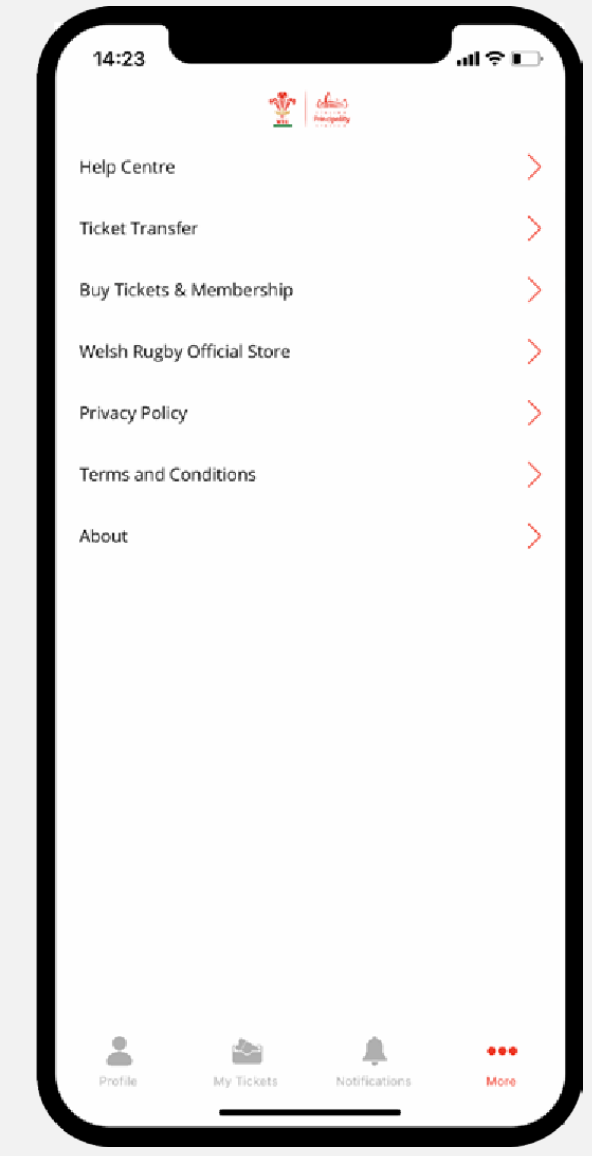 14:23
Principality
Help Centre
Ticket Transfer
Buy Tickets & Membership
Welsh Rugby Official Store
Privacy Policy
Terms and Conditions
About
Profile
My Tickets
Notifications
More